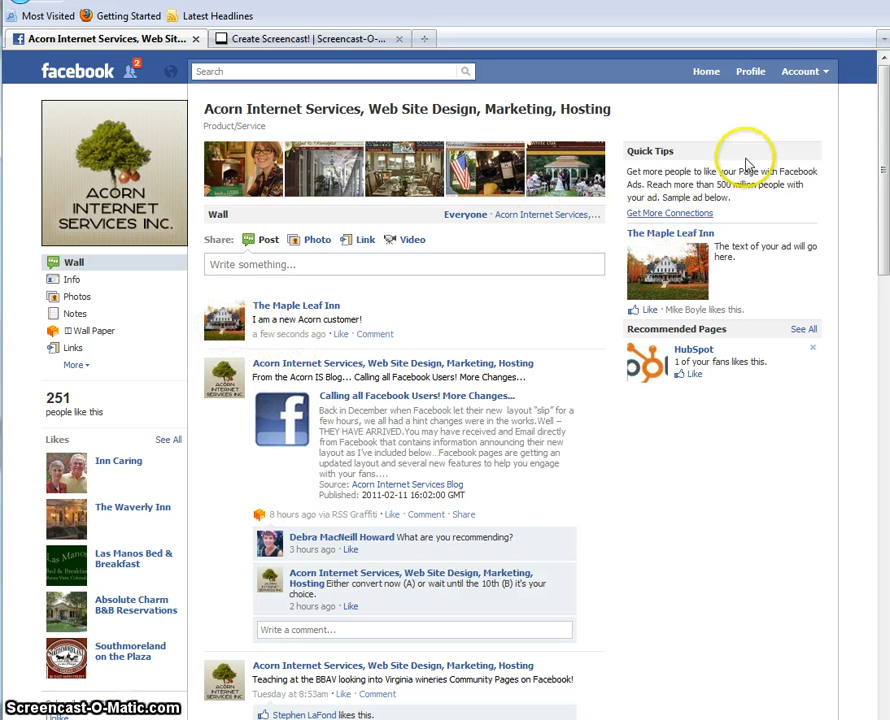 Most Visited Getting Started Latest Headlines
Acorn Internet Services, Web Sit... Create Screencast! | Screencast-O-...
facebook 2 Search Home Profile Account
Acorn Internet Services, Web Site Design, Marketing, Hosting
Product/Service
ACORN
INTERNET
SERVICES INC.
Wall Everyone · Acorn Internet Services,...
Share: Post Photo Link Video
Write something...
Wall
Info
Photos
Notes
Wall Paper
Links
More
251
people like this
Likes See All
Inn Caring
The Waverly Inn
Las Manos Bed &
Breakfast
Absolute Charm
B&B Reservations
Southmoreland
on the Plaza
The Maple Leaf Inn
I am a new Acorn customer!
a few seconds ago · Like · Comment
Acorn Internet Services, Web Site Design, Marketing, Hosting
From the Acorn IS Blog... Calling all Facebook Users! More Changes...
Calling all Facebook Users! More Changes...
Back in December when Facebook let their new layout "slip" for a
few hours, we all had a hint changes were in the works.Well –
THEY HAVE ARRIVED.You may have received and Email directly
from Facebook that contains information announcing their new
layout as I've included below...Facebook pages are getting an
updated layout and several new features to help you engage
with your fans....
Source: Acorn Internet Services Blog
Published: 2011-02-11 16:02:00 GMT
8 hours ago via RSS Graffiti · Like · Comment · Share
Debra MacNeill Howard What are you recommending?
3 hours ago · Like
Acorn Internet Services, Web Site Design, Marketing,
Hosting Either convert now (A) or wait until the 10th (B) it's your
choice.
2 hours ago · Like
Write a comment...
Acorn Internet Services, Web Site Design, Marketing, Hosting
Teaching at the BBAV looking into Virginia wineries Community Pages on Facebook!
Tuesday at 8:53am · Like · Comment
Stephen LaFond likes this.
Quick Tips
Get more people to like your Page with Facebook
Ads. Reach more than 500 million people with
your ad. Sample ad below.
Get More Connections
The Maple Leaf Inn
The text of your ad will go
here.
Like · Mike Boyle likes this.
Recommended Pages See All
HubSpot
1 of your fans likes this.
Like
Screencast-O-Matic.com